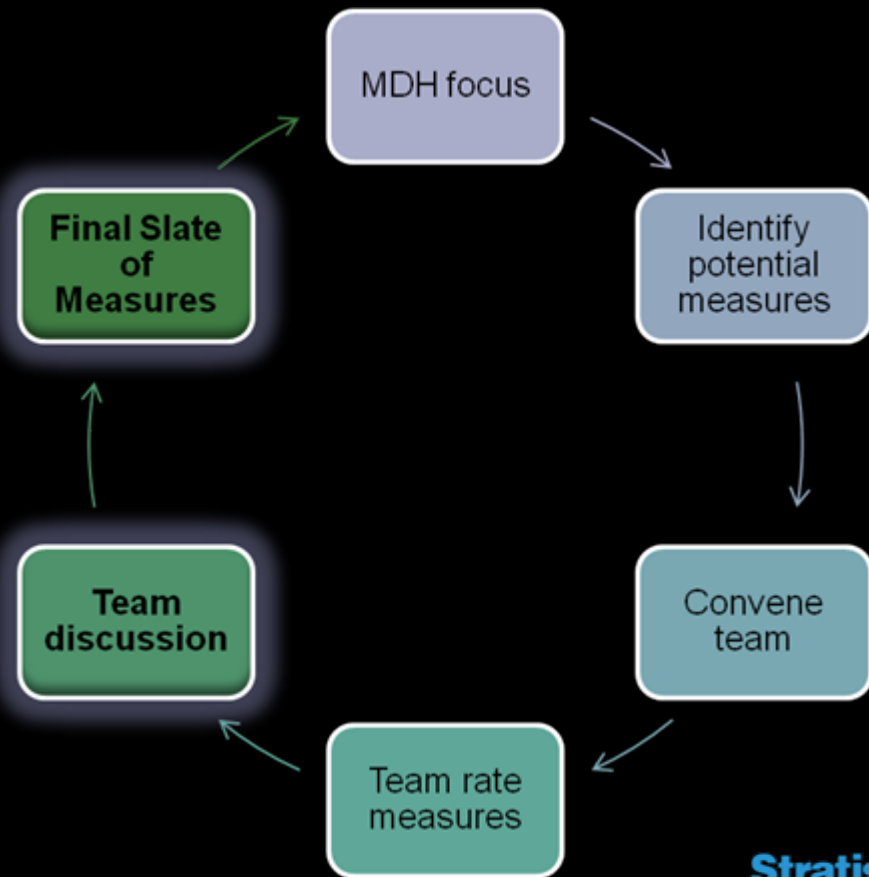 MDH focus
Identify
potential
measures
Convene
team
Team rate
measures
Team
discussion
Final Slate
of
Measures